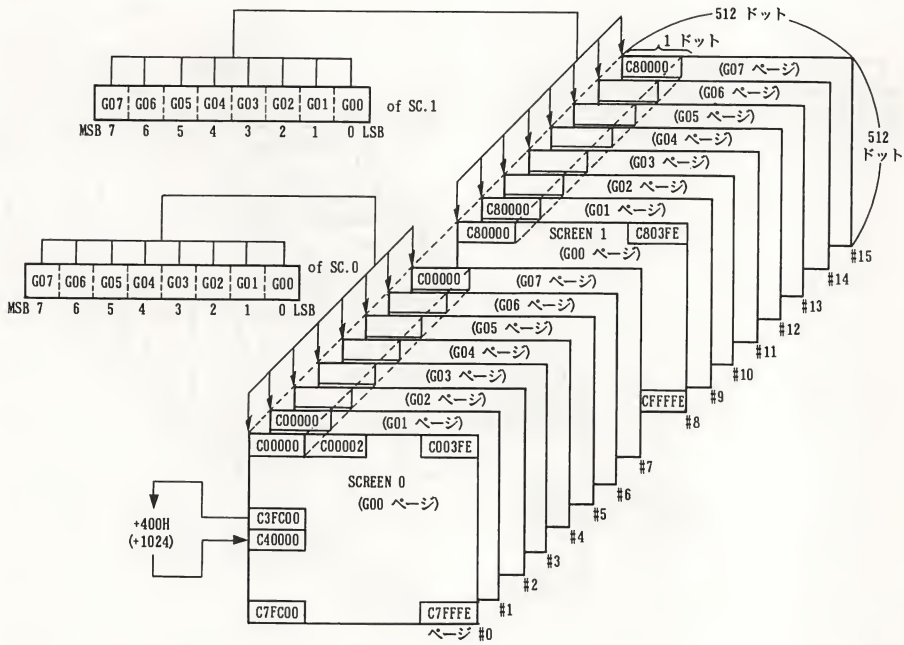 512 ドット
1 ドット
G07 G06 G05 G04 G03 G02 G01 G00 of SC.1
MSB 7 6 5 4 3 2 1 0 LSB
C80000 (G07 ページ)
(G06 ページ)
(G05 ページ)
(G04 ページ)
(G03 ページ)
(G02 ページ)
C80000 (G01 ページ)
C80000 SCREEN 1 C803FE
(G00 ページ)
512
ドット
G07 G06 G05 G04 G03 G02 G01 G00 of SC.0
MSB 7 6 5 4 3 2 1 0 LSB
C00000 (G07 ページ)
(G06 ページ)
(G05 ページ)
(G04 ページ)
(G03 ページ)
(G02 ページ)
C00000 (G01 ページ)
C00000 C00002 C003FE
SCREEN 0
(G00 ページ)
#15
#14
#13
#12
#11
#10
#9
CFFFFE
#8
#7
#6
#5
#4
#3
#2
#1
+400H
(+1024)
C3FC00
C40000
C7FC00 C7FFFE
ページ #0